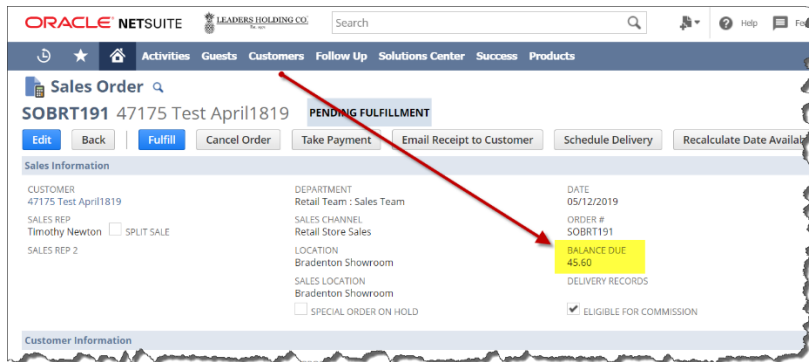 ORACLE NETSUITE LEADERS HOLDING CO. Search Help
Activities Guests Customers Follow Up Solutions Center Success Products
Sales Order
SOBRT191 47175 Test April1819 PENDING FULFILLMENT
Edit Back Fulfill Cancel Order Take Payment Email Receipt to Customer Schedule Delivery Recalculate Date Availab
Sales Information
CUSTOMER DEPARTMENT DATE
47175 Test April1819 Retail Team : Sales Team 05/12/2019
SALES REP SALES CHANNEL ORDER #
Timothy Newton SPLIT SALE Retail Store Sales SOBRT191
SALES REP 2 LOCATION BALANCE DUE
Bradenton Showroom 45.60
SALES LOCATION DELIVERY RECORDS
Bradenton Showroom
SPECIAL ORDER ON HOLD ELIGIBLE FOR COMMISSION
Customer Information